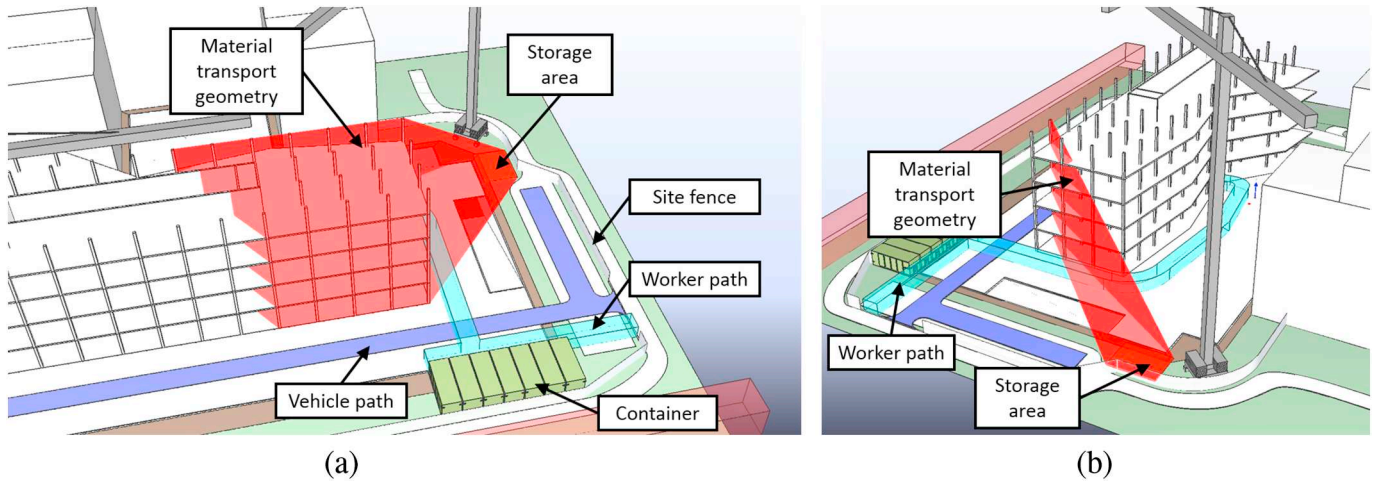 Material
transport
geometry
Storage
area
Site fence
Worker path
Vehicle path
Container
(a)
Material
transport
geometry
Worker path
Storage
area
(b)